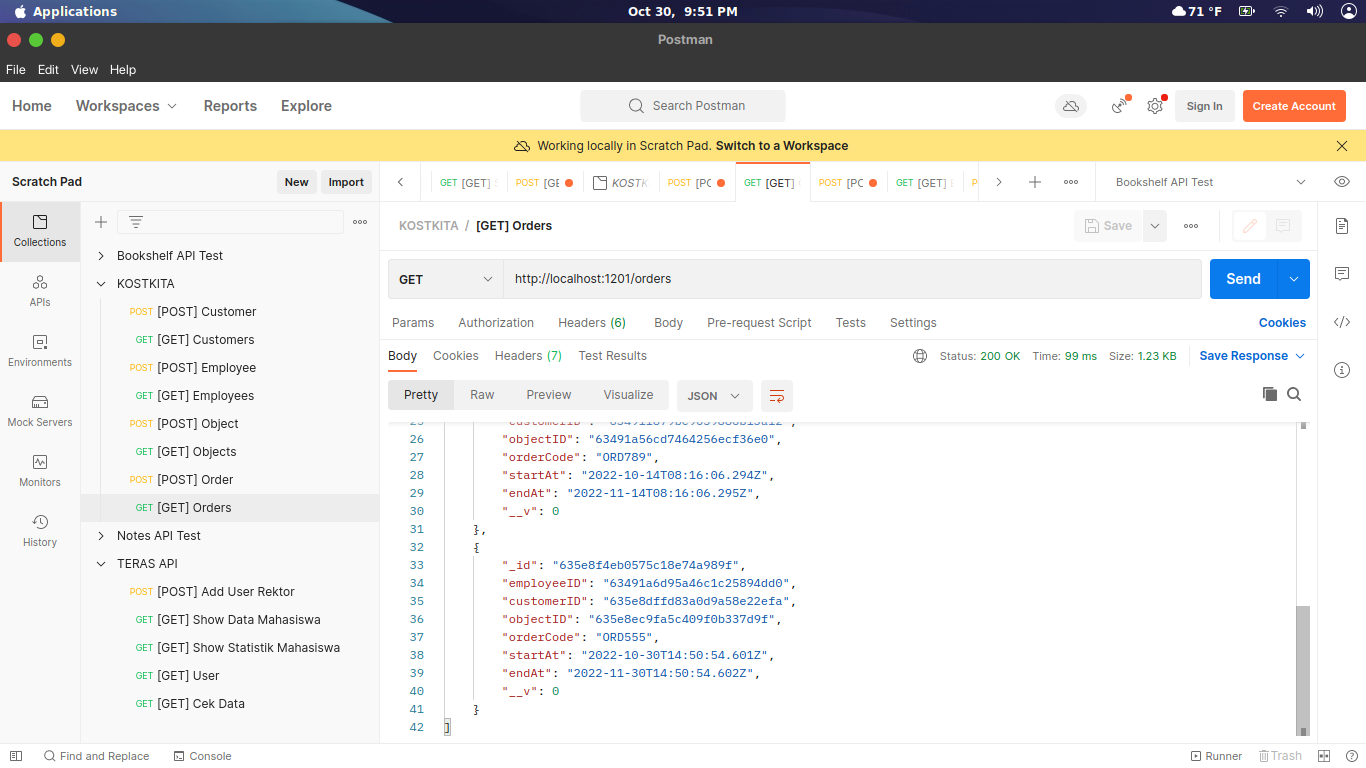 Applications
Oct 30, 9:51 PM
71 °F
Postman
File Edit View Help
Home Workspaces Reports Explore
Search Postman
Sign In
Create Account
Working locally in Scratch Pad. Switch to a Workspace
Scratch Pad
New
Import
GET [GET]
POST [GE
KOSTK
POST [PC
GET [GET]
POST [PC
GET [GET]
Bookshelf API Test
Collections
APIs
Environments
Mock Servers
Monitors
History
Bookshelf API Test
KOSTKITA
POST [POST] Customer
GET [GET] Customers
POST [POST] Employee
GET [GET] Employees
POST [POST] Object
GET [GET] Objects
POST [POST] Order
GET [GET] Orders
Notes API Test
TERAS API
POST [POST] Add User Rektor
GET [GET] Show Data Mahasiswa
GET [GET] Show Statistik Mahasiswa
GET [GET] User
GET [GET] Cek Data
KOSTKITA / [GET] Orders
Save
GET
http://localhost:1201/orders
Send
Params Authorization Headers (6) Body Pre-request Script Tests Settings
Cookies
Body Cookies Headers (7) Test Results
Status: 200 OK Time: 99 ms Size: 1.23 KB
Save Response
Pretty Raw Preview Visualize
JSON
26 "objectID": "63491a56cd7464256ecf36e0",
27 "orderCode": "ORD789",
28 "startAt": "2022-10-14T08:16:06.294Z",
29 "endAt": "2022-11-14T08:16:06.295Z",
30 "__v": 0
31 },
32 {
33 "_id": "635e8f4eb0575c18e74a989f",
34 "employeeID": "63491a6d95a46c1c25894dd0",
35 "customerID": "635e8dffd83a0d9a58e22efa",
36 "objectID": "635e8ec9fa5c409f0b337d9f",
37 "orderCode": "ORD555",
38 "startAt": "2022-10-30T14:50:54.601Z",
39 "endAt": "2022-11-30T14:50:54.602Z",
40 "__v": 0
41 }
42 ]
Find and Replace
Console
Runner
Trash